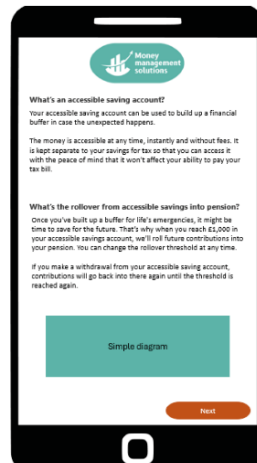 Money
management
solutions
What's an accessible saving account?
Your accessible saving account can be used to build up a financial
buffer in case the unexpected happens.
The money is accessible at any time, instantly and without fees. It
is kept separate to your savings for tax so that you can access it
with the peace of mind that it won't affect your ability to pay your
tax bill.
What's the rollover from accessible savings into pension?
Once you've built up a buffer for life's emergencies, it might be
time to save for the future. That's why when you reach £1,000 in
your accessible savings account, we'll roll future contributions into
your pension. You can change the rollover threshold at any time.
If you make a withdrawal from your accessible saving account,
contributions will go back into there again until the threshold is
reached again.
Simple diagram
Next